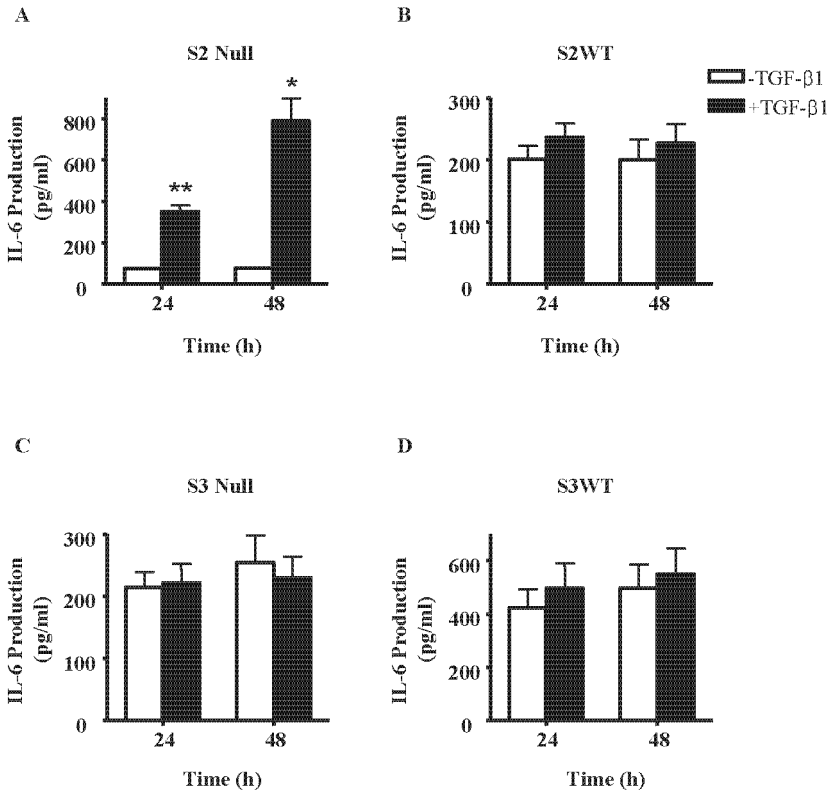 A
S2 Null
IL-6 Production
(pg/ml)
800
600
400
200
0
**
*
24
48
Time (h)
B
S2WT
-TGF-β1
+TGF-β1
IL-6 Production
(pg/ml)
300
200
100
0
24
48
Time (h)
C
S3 Null
IL-6 Production
(pg/ml)
300
200
100
0
24
48
Time (h)
D
S3WT
IL-6 Production
(pg/ml)
600
400
200
0
24
48
Time (h)